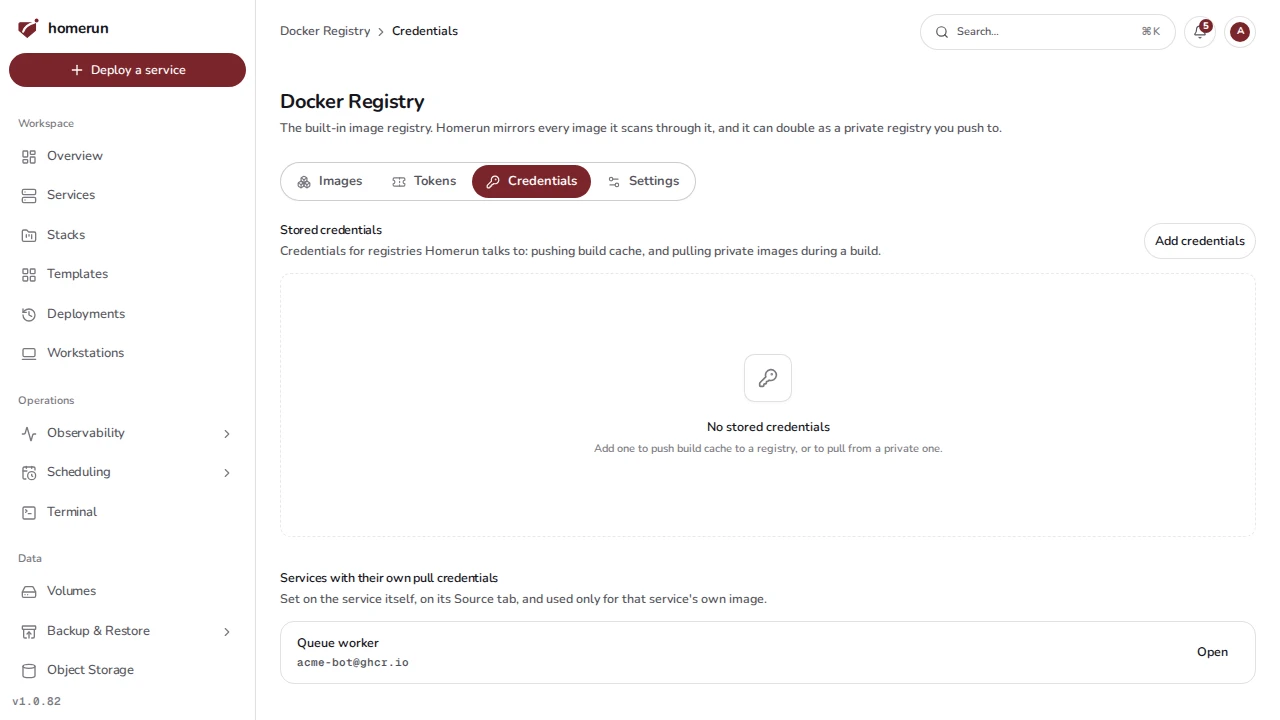 homerun
Deploy a service
Workspace
Overview
Services
Stacks
Templates
Deployments
Workstations
Operations
Observability
Scheduling
Terminal
Data
Volumes
Backup & Restore
Object Storage
v1.0.82
Docker Registry > Credentials
Search...
⌘K
5
A
Docker Registry
The built-in image registry. Homerun mirrors every image it scans through it, and it can double as a private registry you push to.
Images
Tokens
Credentials
Settings
Stored credentials
Credentials for registries Homerun talks to: pushing build cache, and pulling private images during a build.
Add credentials
No stored credentials
Add one to push build cache to a registry, or to pull from a private one.
Services with their own pull credentials
Set on the service itself, on its Source tab, and used only for that service's own image.
Queue worker
acme-bot@ghcr.io
Open